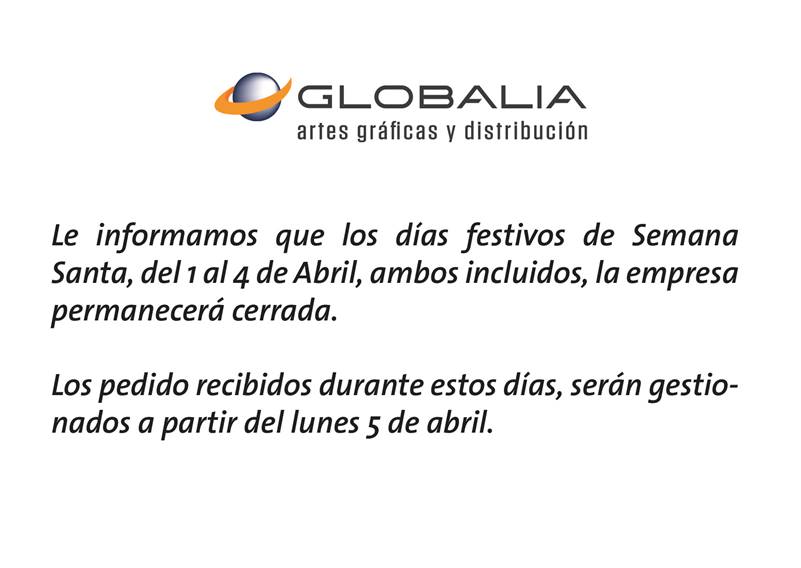 GLOBALIA
artes gráficas y distribución
Le informamos que los días festivos de Semana
Santa, del 1 al 4 de Abril, ambos incluidos, la empresa
permanecerá cerrada.
Los pedido recibidos durante estos días, serán gestio-
nados a partir del lunes 5 de abril.